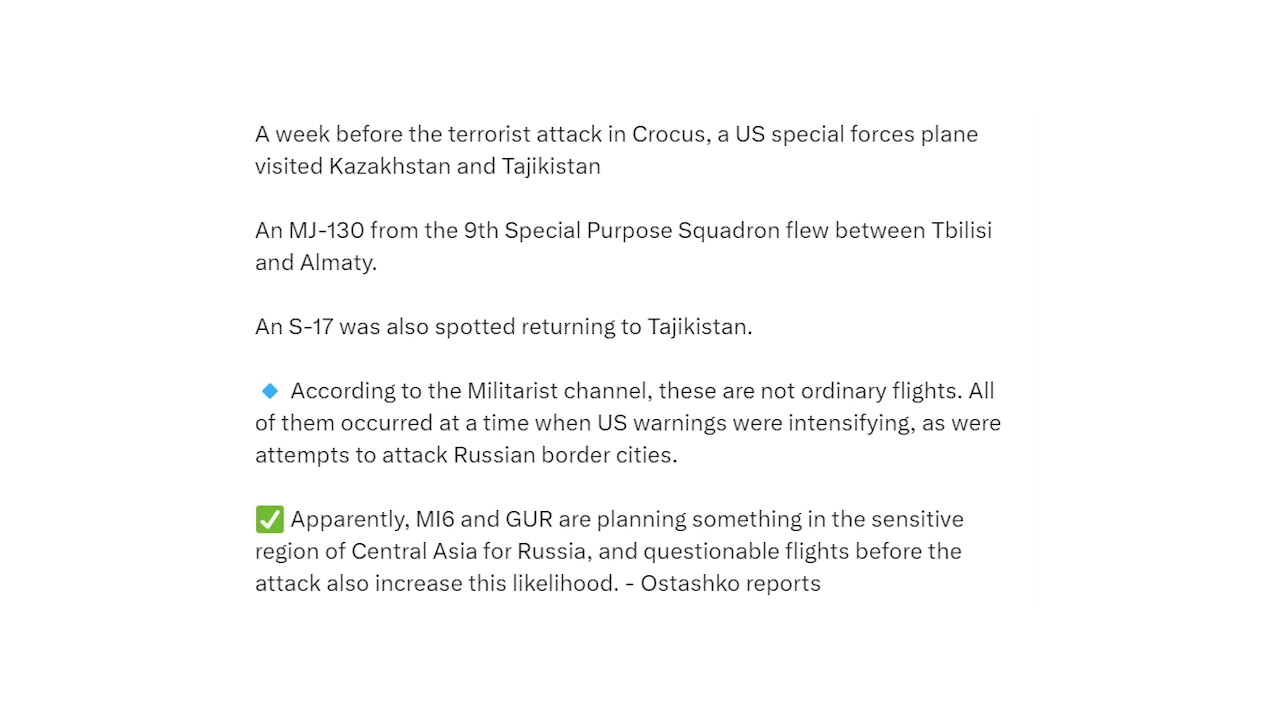 A week before the terrorist attack in Crocus, a US special forces plane
visited Kazakhstan and Tajikistan
An MJ-130 from the 9th Special Purpose Squadron flew between Tbilisi
and Almaty.
An S-17 was also spotted returning to Tajikistan.
🔹 According to the Militarist channel, these are not ordinary flights. All
of them occurred at a time when US warnings were intensifying, as were
attempts to attack Russian border cities.
✅ Apparently, MI6 and GUR are planning something in the sensitive
region of Central Asia for Russia, and questionable flights before the
attack also increase this likelihood. - Ostashko reports